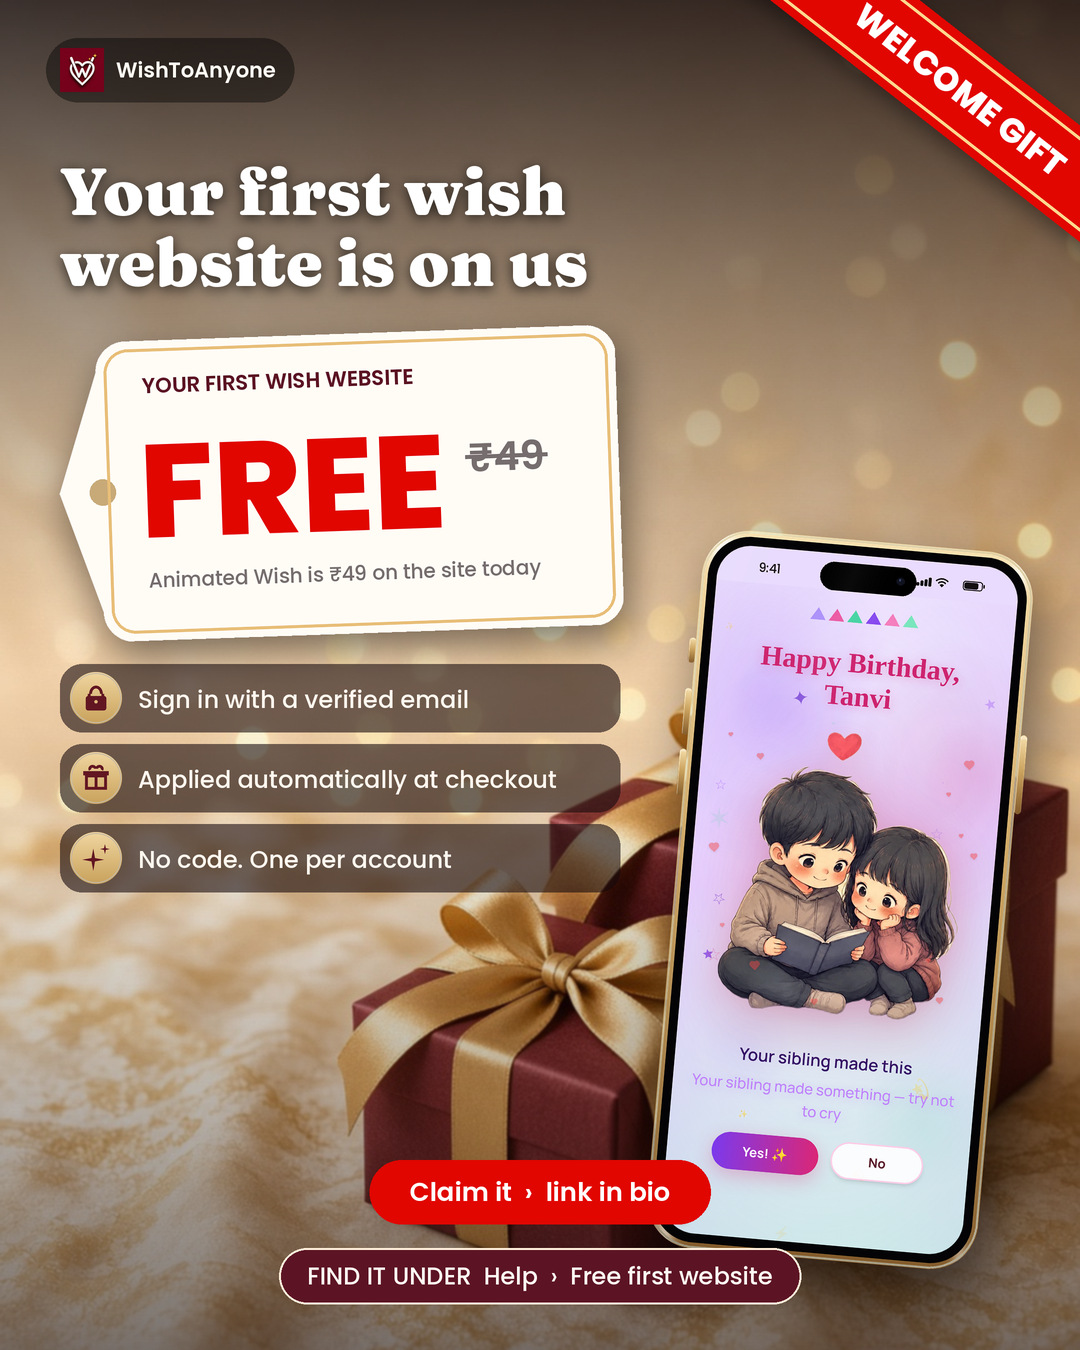 WishToAnyone
WELCOME GIFT
Your first wish
website is on us
YOUR FIRST WISH WEBSITE
FREE ₹49
Animated Wish is ₹49 on the site today
Sign in with a verified email
Applied automatically at checkout
No code. One per account
9:41
Happy Birthday,
Tanvi
Your sibling made this
Your sibling made something – try not
to cry
Yes! ✨
No
Claim it › link in bio
FIND IT UNDER Help › Free first website